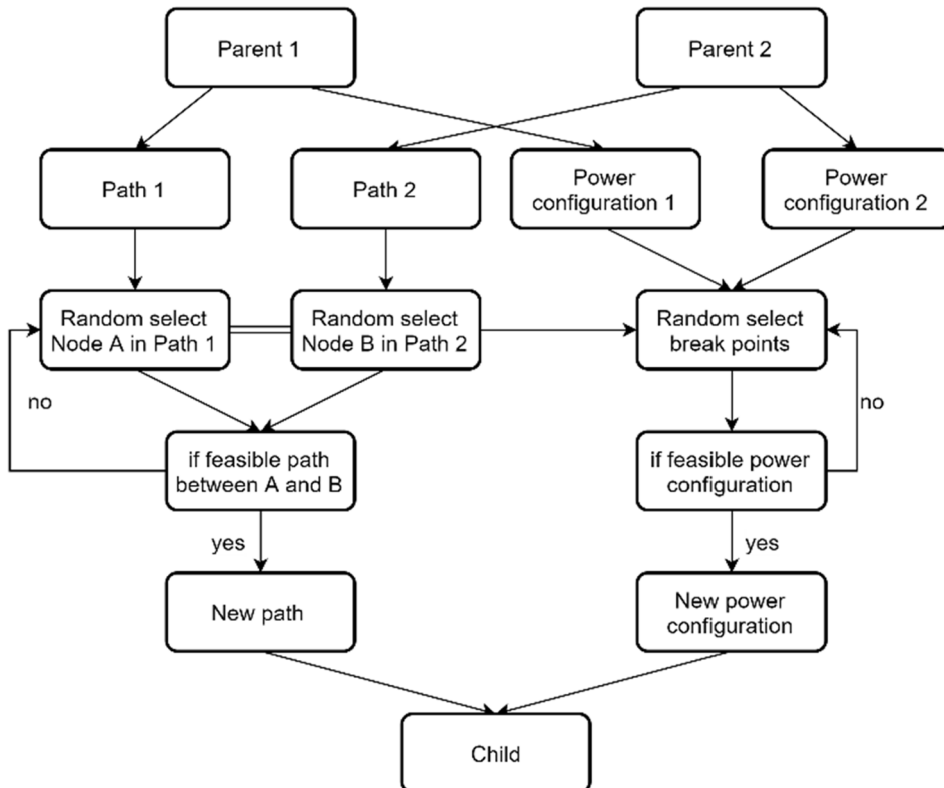 Parent 1
Parent 2
Path 1
Path 2
Power
configuration 1
Power
configuration 2
Random select
Node A in Path 1
Random select
Node B in Path 2
Random select
break points
no
no
if feasible path
between A and B
if feasible power
configuration
yes
yes
New path
New power
configuration
Child